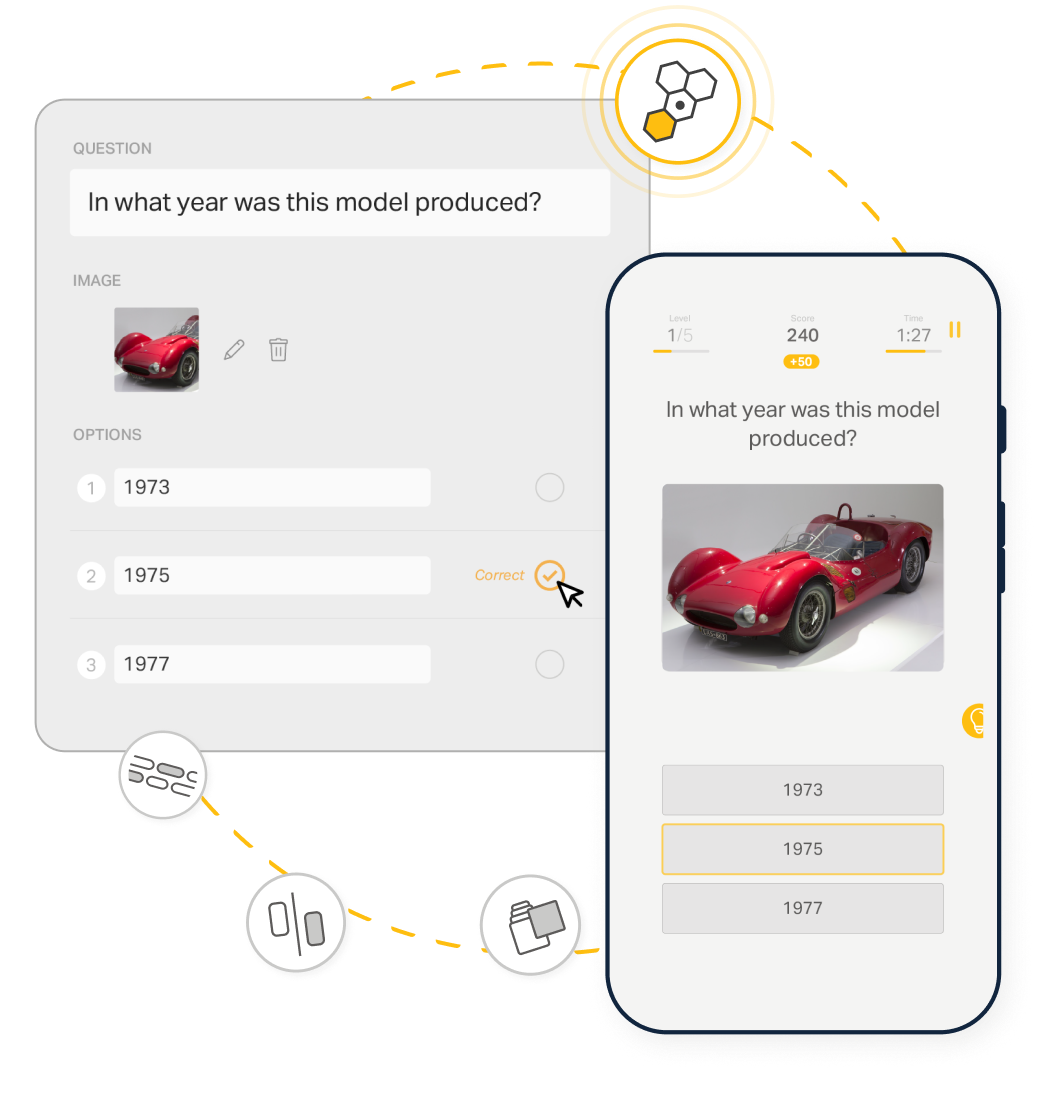 QUESTION
In what year was this model produced?
IMAGE
OPTIONS
1 1973
2 1975 Correct
3 1977
Level Score Time
1/5 240 1:27
+50
In what year was this model
produced?
1973
1975
1977